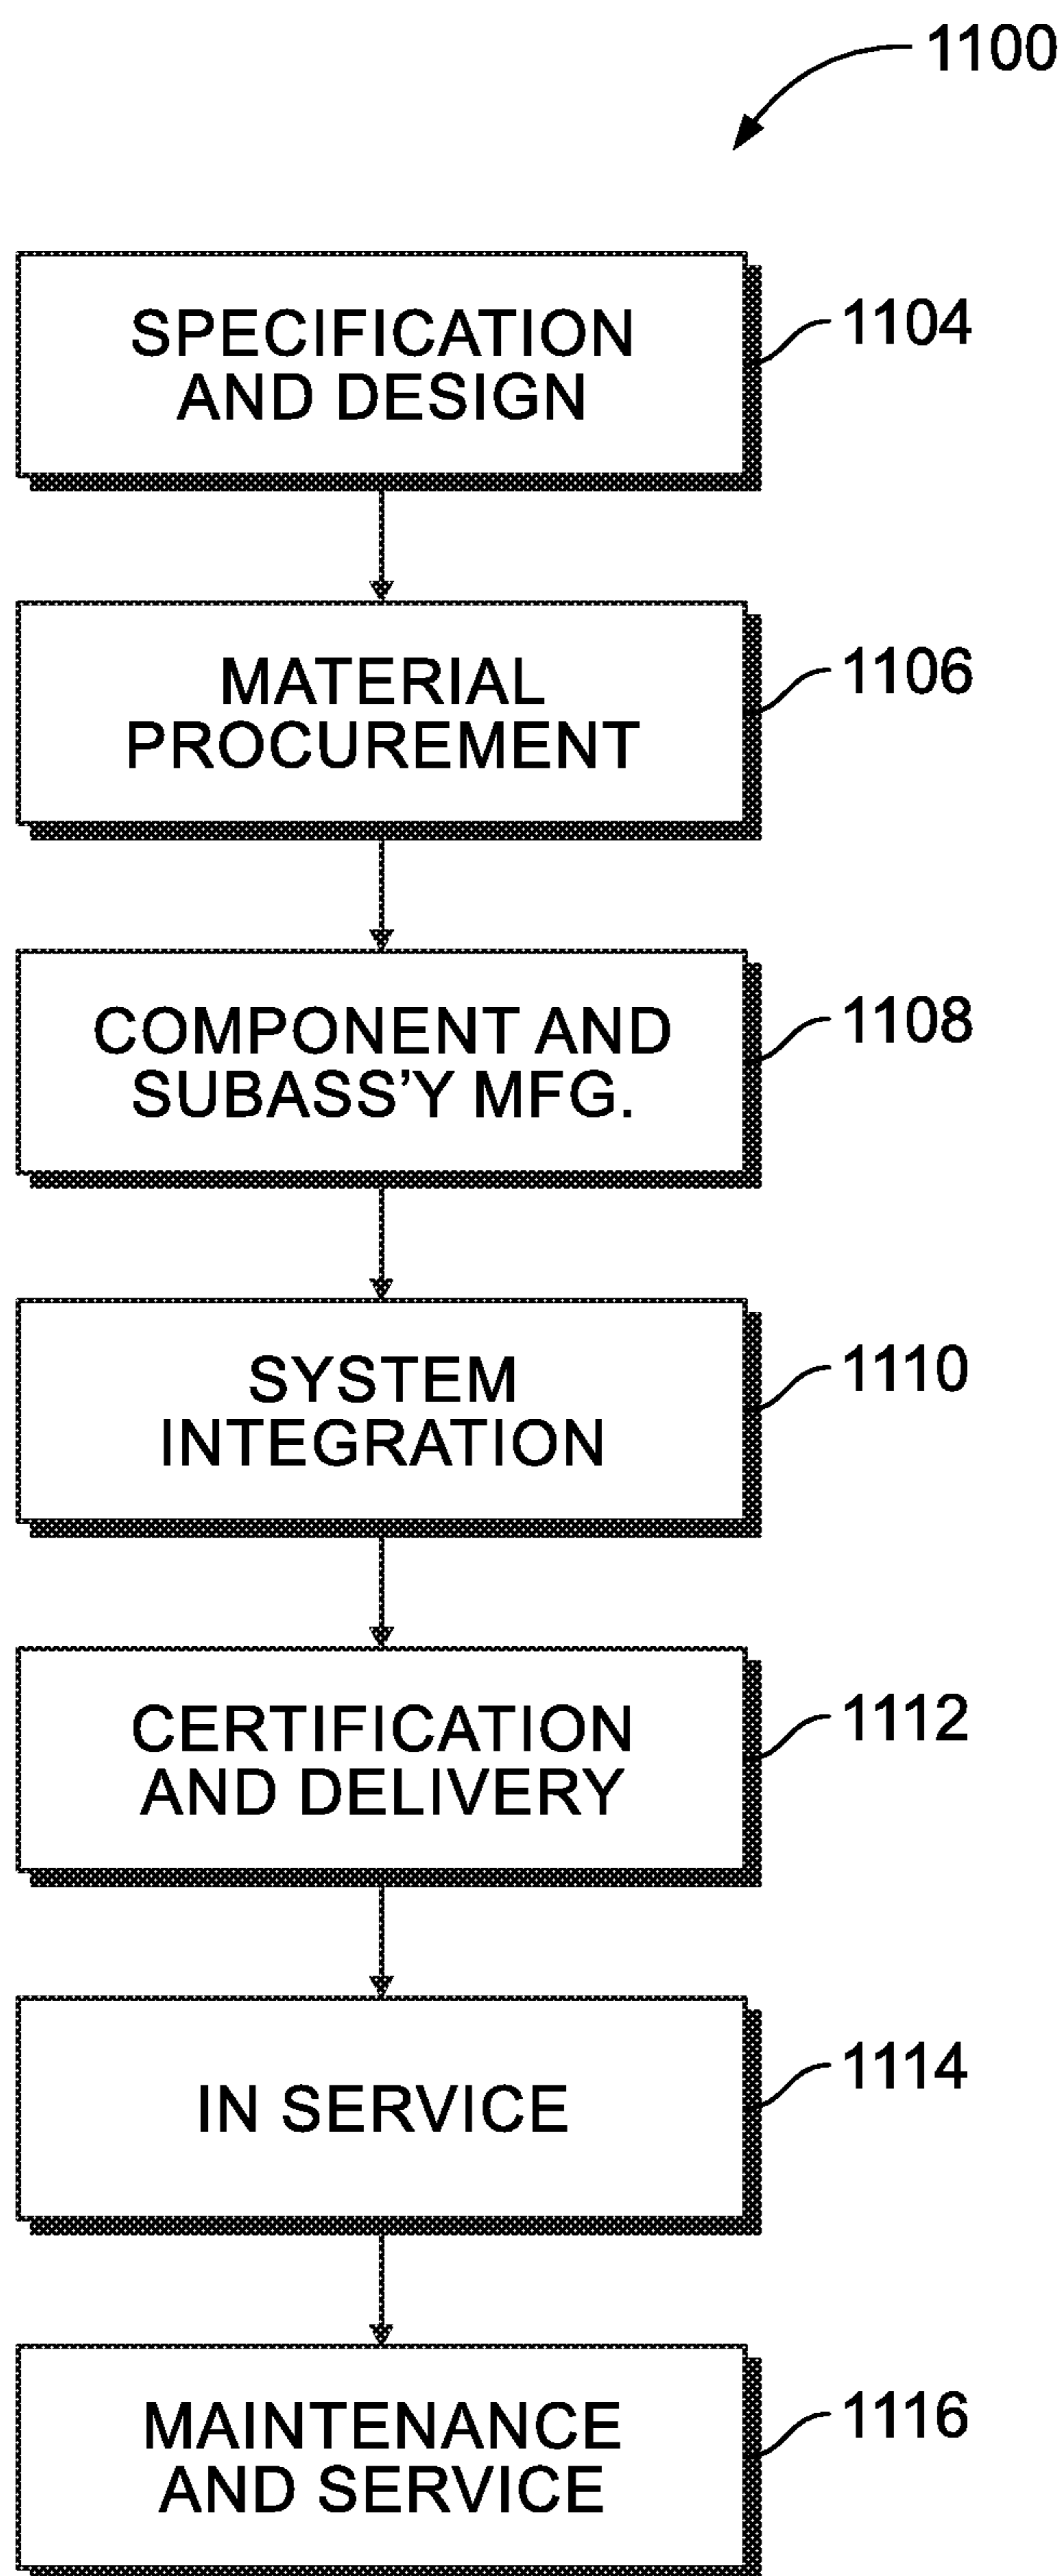 1100
SPECIFICATION
AND DESIGN
1104
MATERIAL
PROCUREMENT
1106
COMPONENT AND
SUBASS’Y MFG.
1108
SYSTEM
INTEGRATION
1110
CERTIFICATION
AND DELIVERY
1112
IN SERVICE
1114
MAINTENANCE
AND SERVICE
1116